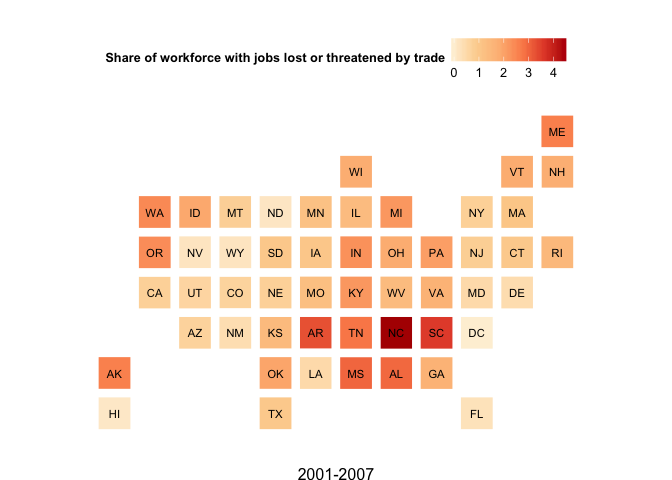 Share of workforce with jobs lost or threatened by trade
0 1 2 3 4
ME
WI VT NH
WA ID MT ND MN IL MI NY MA
OR NV WY SD IA IN OH PA NJ CT RI
CA UT CO NE MO KY WV VA MD DE
AZ NM KS AR TN NC SC DC
AK OK LA MS AL GA
HI TX FL
2001-2007